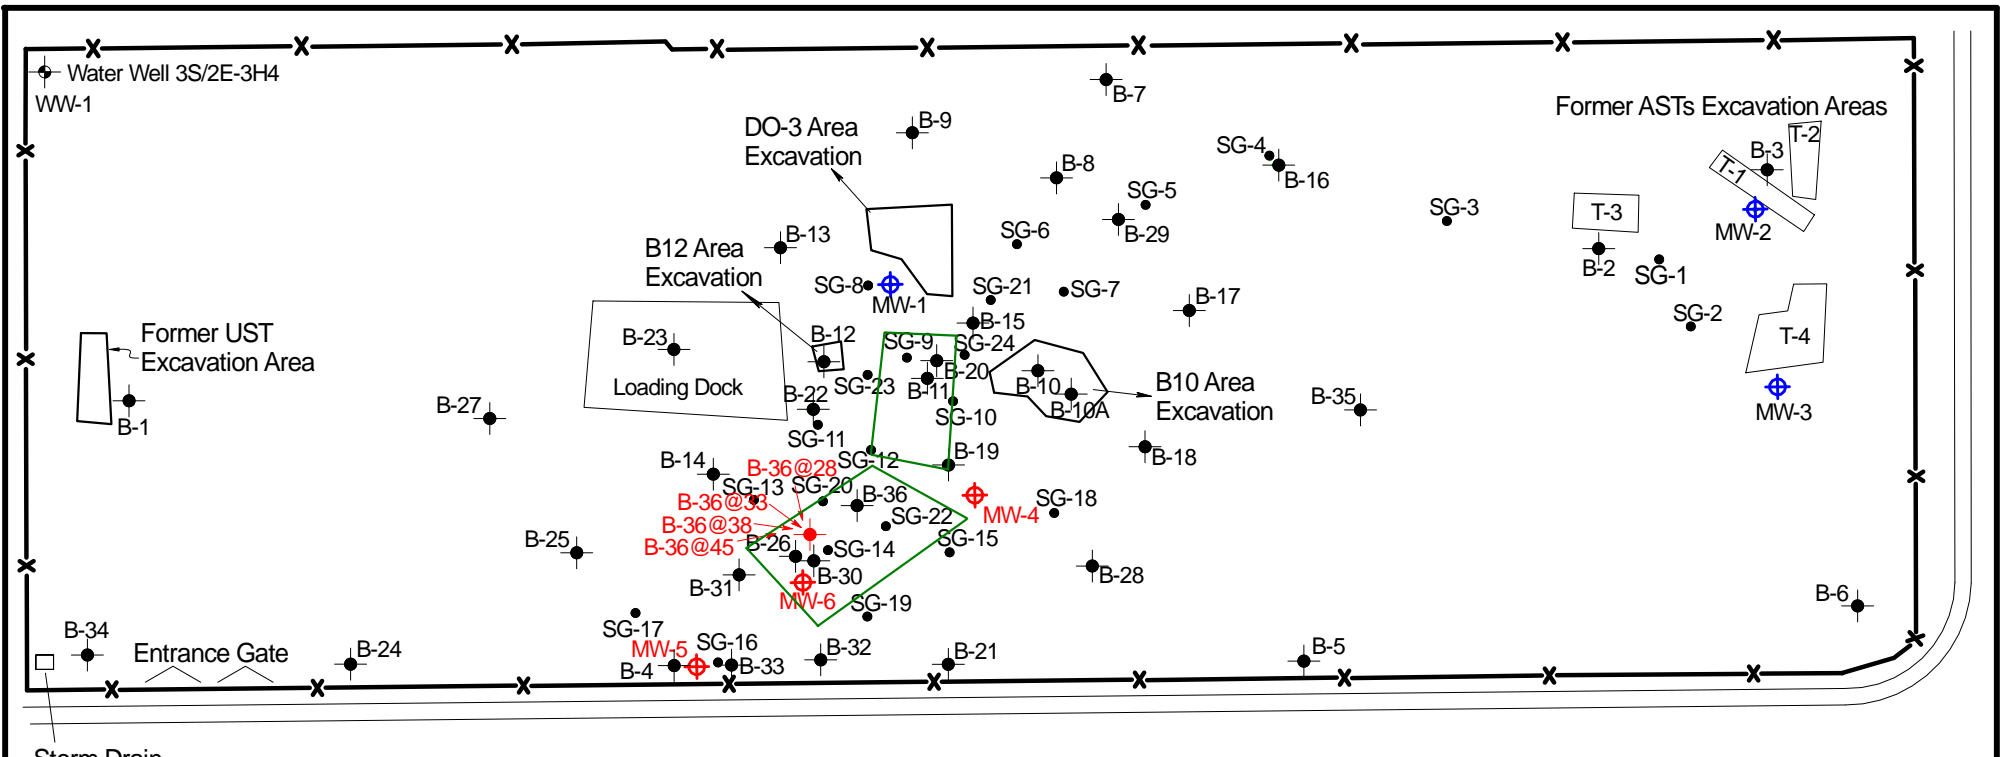 Water Well 3S/2E-3H4
WW-1
B-7
Former ASTs Excavation Areas
DO-3 Area
Excavation
B-9
T-2
SG-4
B-3
B-8
B-16
T-1
SG-5
SG-3
T-3
SG-6
B-29
MW-2
B-13
B12 Area
Excavation
B-2
SG-1
SG-8
MW-1
SG-21
SG-7
B-17
B-15
SG-2
T-4
Former UST
Excavation Area
B-23
B-12
SG-9
SG-24
Loading Dock
SG-23
B-20
B-11
B-10
B10 Area
Excavation
B-10A
B-22
B-27
B-35
MW-3
SG-10
B-1
SG-11
SG-12
B-19
B-18
B-14
B-36@28
SG-13
SG-20
B-36
B-36@33
SG-18
MW-4
B-36@38
SG-22
B-36@45
B-26
SG-14
SG-15
B-25
B-30
B-28
B-31
MW-6
SG-19
B-6
SG-17
B-34
Entrance Gate
B-24
MW-5
SG-16
B-4
B-33
B-32
B-21
B-5
Storm Drain